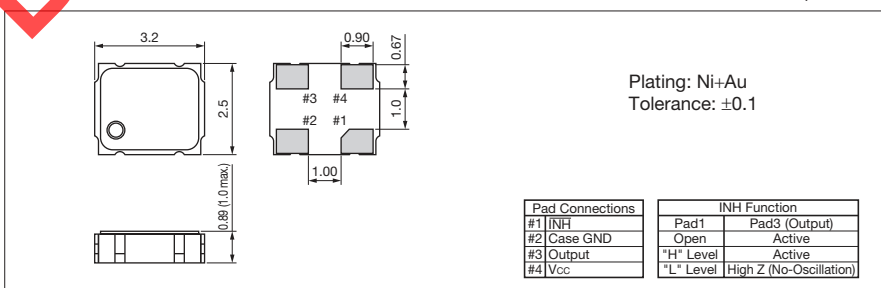 3.2
0.90
0.67
2.5
#3 #4
#2 #1
1.0
1.00
0.89 (1.0 max.)
Plating: Ni+Au
Tolerance: ±0.1
Pad Connections
#1 INH
#2 Case GND
#3 Output
#4 Vcc
INH Function
Pad1 Pad3 (Output)
Open Active
"H" Level Active
"L" Level High Z (No-Oscillation)